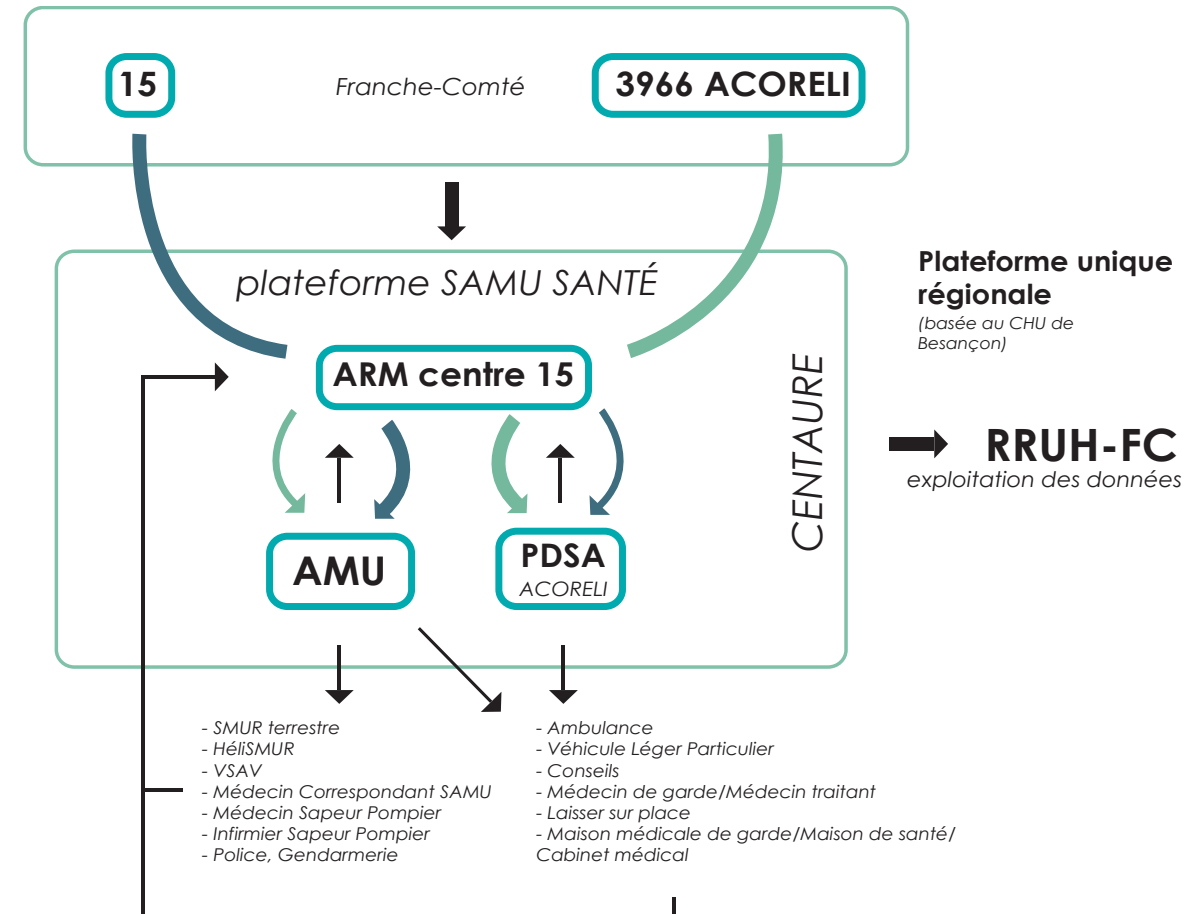 15
Franche-Comté
3966 ACORELI
plateforme SAMU SANTÉ
Plateforme unique
régionale
(basée au CHU de
Besançon)
ARM centre 15
CENTAURE
RRUH-FC
exploitation des données
AMU
PDSA
ACORELI
- SMUR terrestre
- HéliSMUR
- VSAV
- Médecin Correspondant SAMU
- Médecin Sapeur Pompier
- Infirmier Sapeur Pompier
- Police, Gendarmerie
- Ambulance
- Véhicule Léger Particulier
- Conseils
- Médecin de garde/Médecin traitant
- Laisser sur place
- Maison médicale de garde/Maison de santé/
Cabinet médical